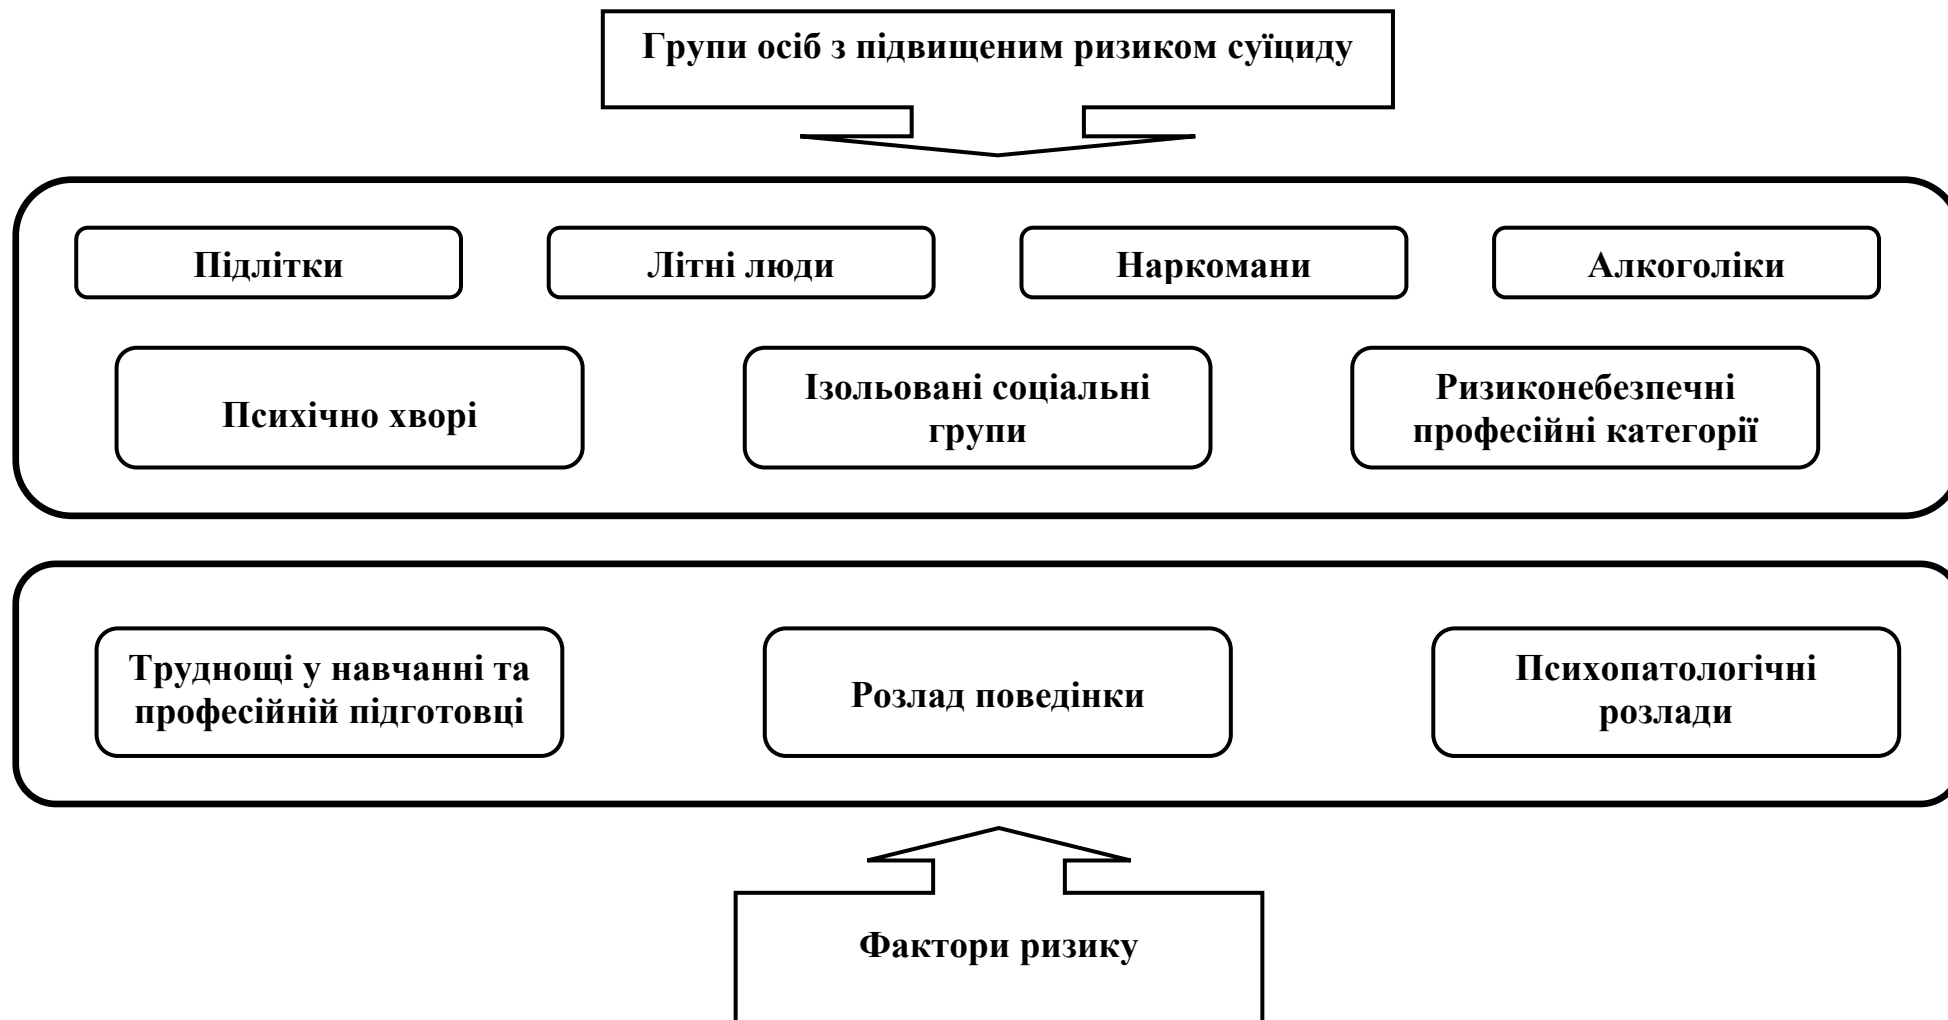 Групи осіб з підвищеним ризиком суїциду
Підлітки
Літні люди
Наркомани
Алкоголіки
Психічно хворі
Ізольовані соціальні
групи
Ризиконебезпечні
професійні категорії
Труднощі у навчанні та
професійній підготовці
Розлад поведінки
Психопатологічні
розлади
Фактори ризику